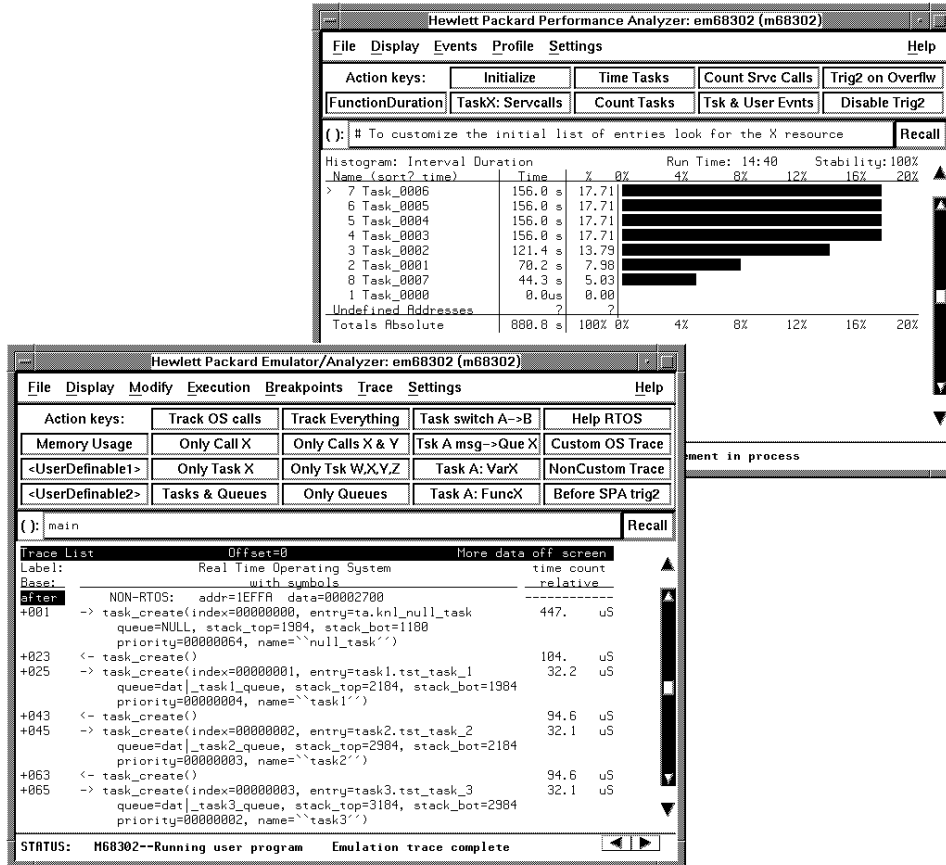 Hewlett Packard Performance Analyzer: em68302 (m68302)
File Display Events Profile Settings Help
Action keys: Initialize Time Tasks Count Srvc Calls Trig2 on Overflw
FunctionDuration TaskX: Servcalls Count Tasks Tsk & User Evnts Disable Trig2
( ): # To customize the initial list of entries look for the X resource Recall
Histogram: Interval Duration Run Time: 14:40 Stability:100%
Name (sort? time) Time % 0% 4% 8% 12% 16% 20%
> 7 Task_0006 156.0 s 17.71
6 Task_0005 156.0 s 17.71
5 Task_0004 156.0 s 17.71
4 Task_0003 156.0 s 17.71
3 Task_0002 121.4 s 13.79
2 Task_0001 70.2 s 7.98
8 Task_0007 44.3 s 5.03
1 Task_0000 0.0us 0.00
Undefined Addresses ? ?
Totals Absolute 880.8 s 100% 0% 4% 8% 12% 16% 20%
ement in process
Hewlett Packard Emulator/Analyzer: em68302 (m68302)
File Display Modify Execution Breakpoints Trace Settings Help
Action keys: Track OS calls Track Everything Task switch A->B Help RTOS
Memory Usage Only Call X Only Calls X & Y Tsk A msg->Que X Custom OS Trace
<UserDefinable1> Only Task X Only Tsk W,X,Y,Z Task A: VarX NonCustom Trace
<UserDefinable2> Tasks & Queues Only Queues Task A: FuncX Before SPA trig2
( ): main Recall
Trace List Offset=0 More data off screen
Label: Real Time Operating System time count
Base: with symbols relative
after NON-RTOS: addr=1EFFA data=00002700 ------------
+001 -> task_create(index=00000000, entry=ta.knl_null_task 447. uS
queue=NULL, stack_top=1984, stack_bot=1180
priority=00000064, name=``null_task´´)
+023 <- task_create() 104. uS
+025 -> task_create(index=00000001, entry=task1.tst_task_1 32.2 uS
queue=dat|_task1_queue, stack_top=2184, stack_bot=1984
priority=00000004, name=``task1´´)
+043 <- task_create() 94.6 uS
+045 -> task_create(index=00000002, entry=task2.tst_task_2 32.1 uS
queue=dat|_task2_queue, stack_top=2984, stack_bot=2184
priority=00000003, name=``task2´´)
+063 <- task_create() 94.6 uS
+065 -> task_create(index=00000003, entry=task3.tst_task_3 32.1 uS
queue=dat|_task3_queue, stack_top=3184, stack_bot=2984
priority=00000002, name=``task3´´)
STATUS: M68302--Running user program Emulation trace complete